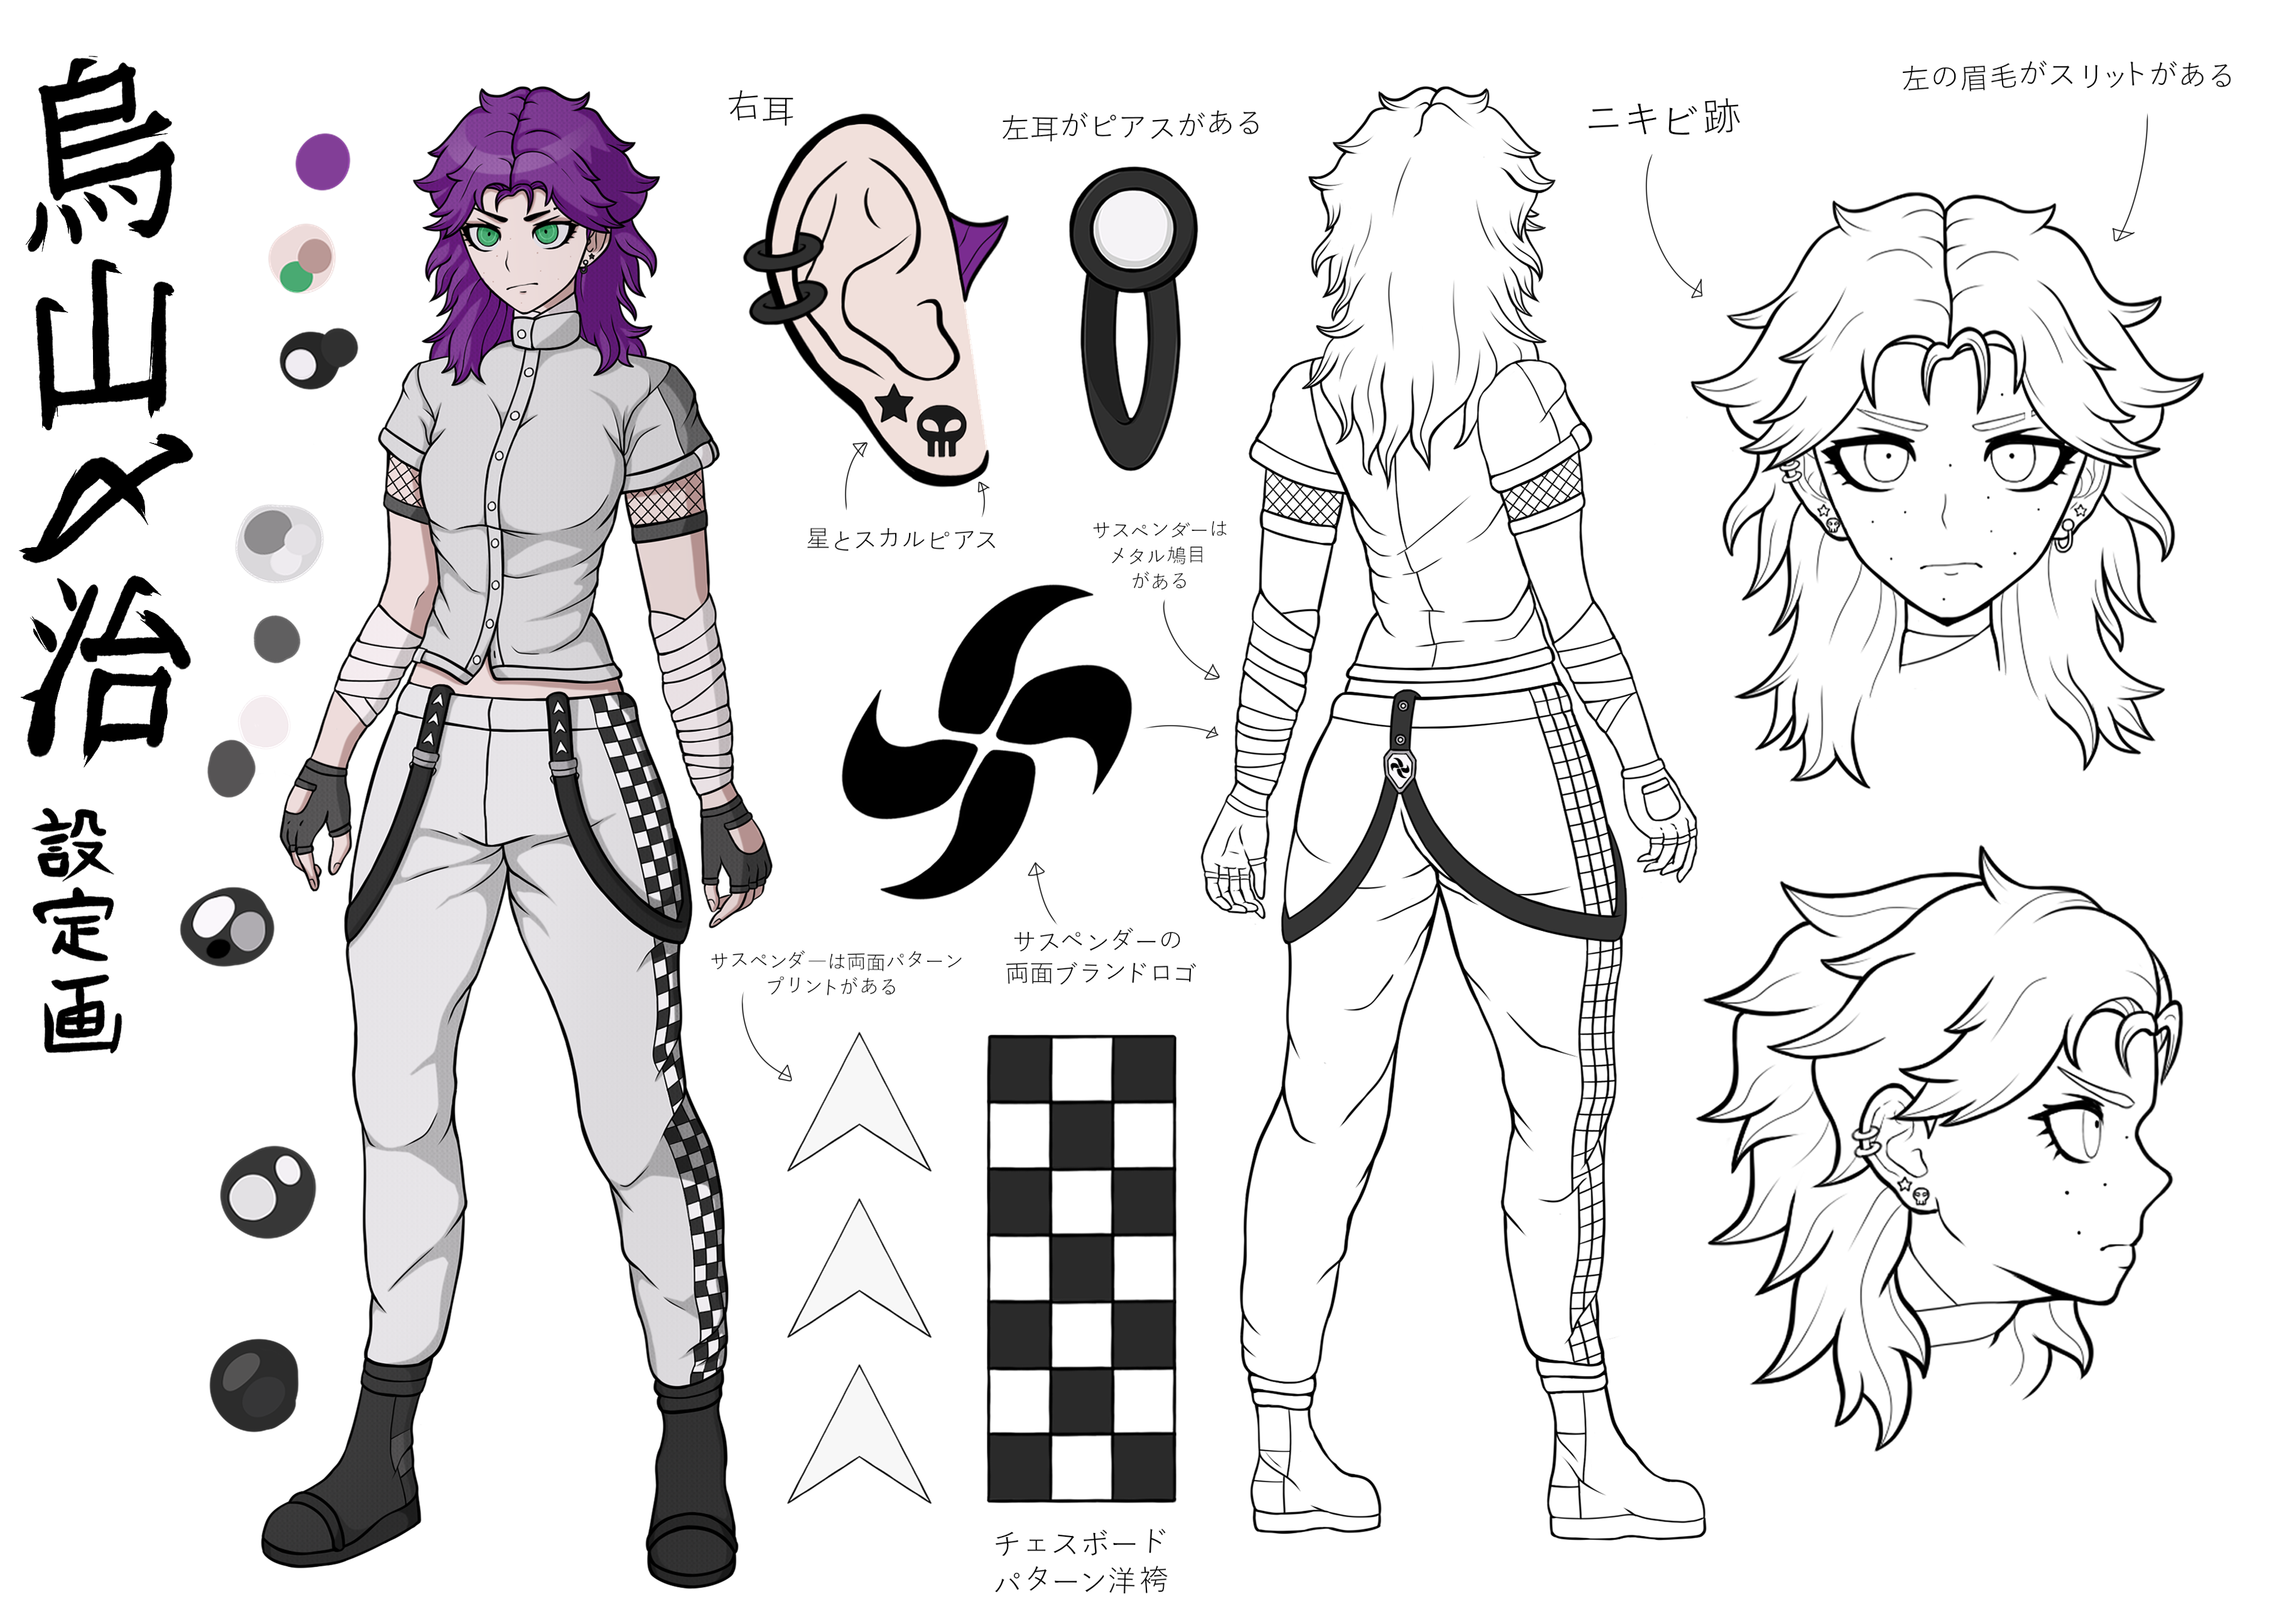 烏山〆治
設定画
右耳
左耳がピアスがある
ニキビ跡
左の眉毛がスリットがある
星とスカルピアス
サスペンダーは
メタル鳩目
がある
サスペンダーの
両面ブランドロゴ
サスペンダ―は両面パターン
プリントがある
チェスボード
パターン洋袴